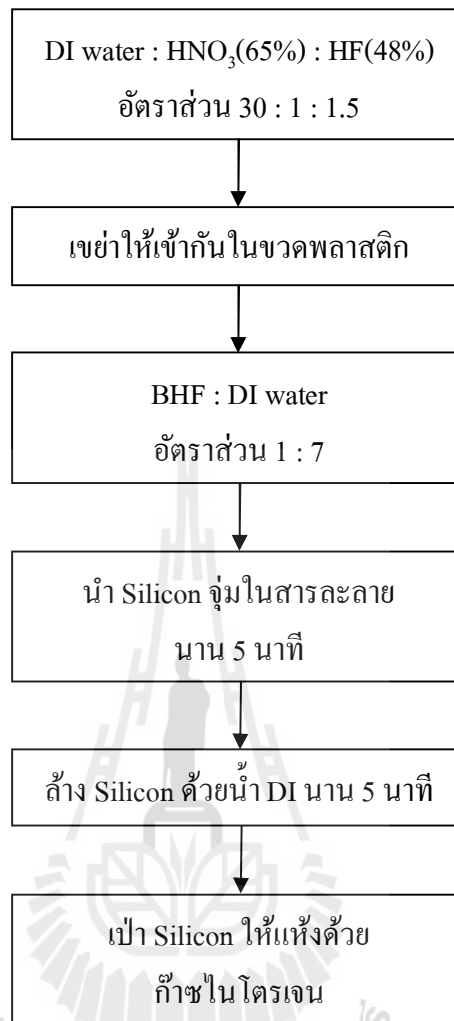 DI water : HNO₃(65%) : HF(48%)
อัตราส่วน 30 : 1 : 1.5
เขย่าให้เข้ากันในขวดพลาสติก
BHF : DI water
อัตราส่วน 1 : 7
นำ Silicon จุ่มในสารละลาย
นาน 5 นาที
ล้าง Silicon ด้วยน้ำ DI นาน 5 นาที
เป่า Silicon ให้แห้งด้วย
ก๊าซไนโตรเจน